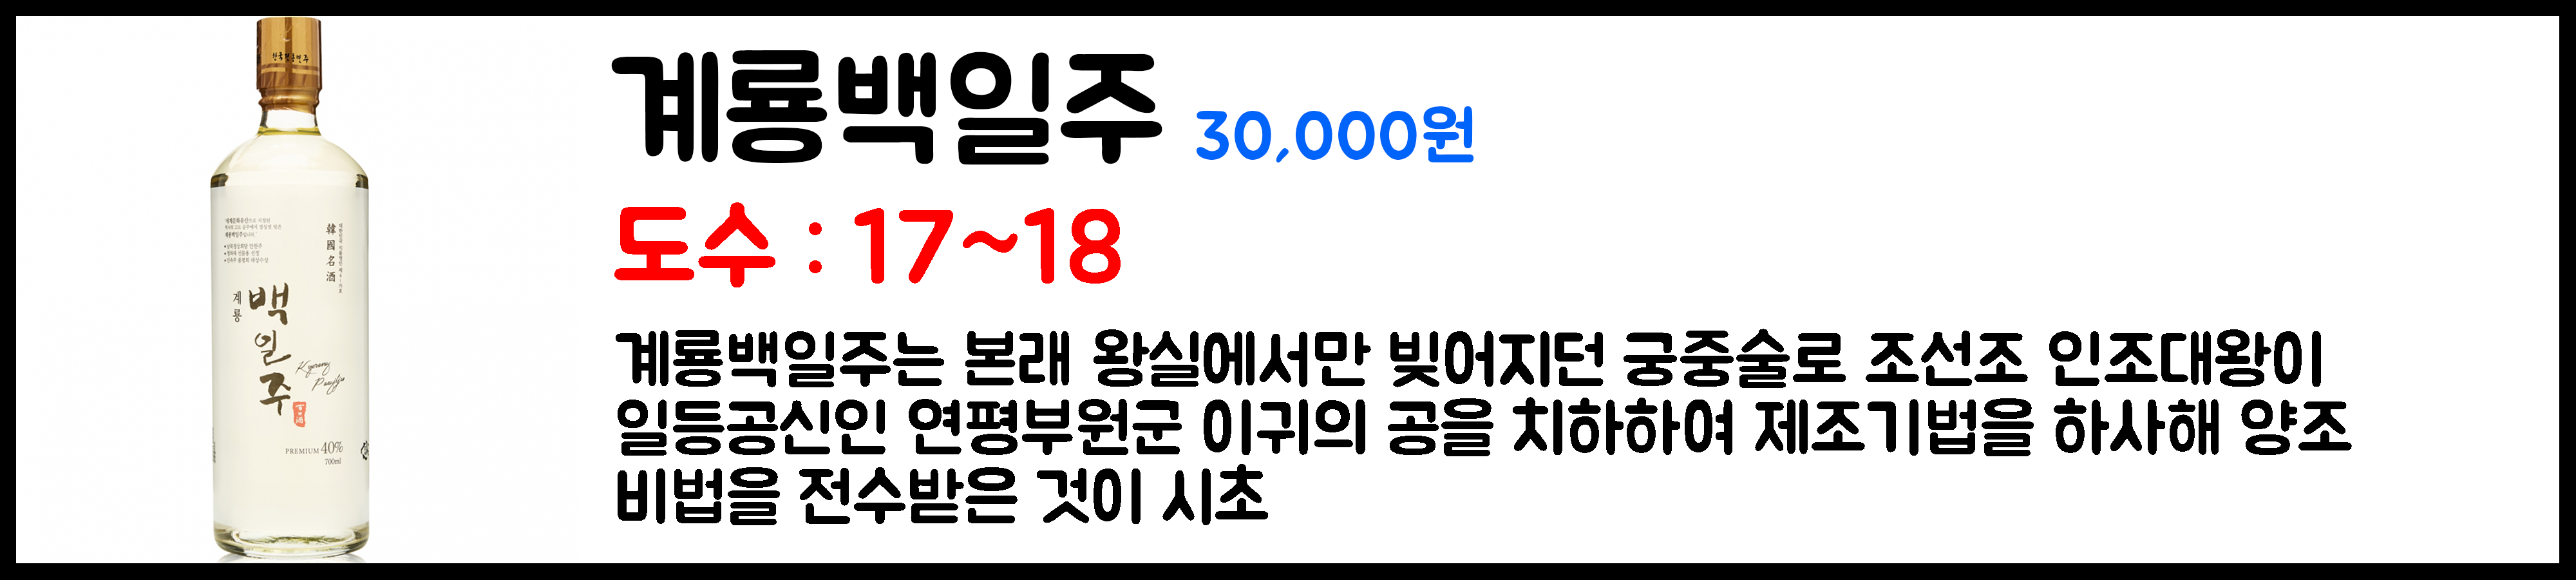 계룡백일주 30,000원
도수 : 17~18
계룡백일주는 본래 왕실에서만 빚어지던 궁중술로 조선조 인조대왕이
일등공신인 연평부원군 이귀의 공을 치하하여 제조기법을 하사해 양조
비법을 전수받은 것이 시초
韓國名酒
계룡
백일주
PREMIUM 40%
700ml